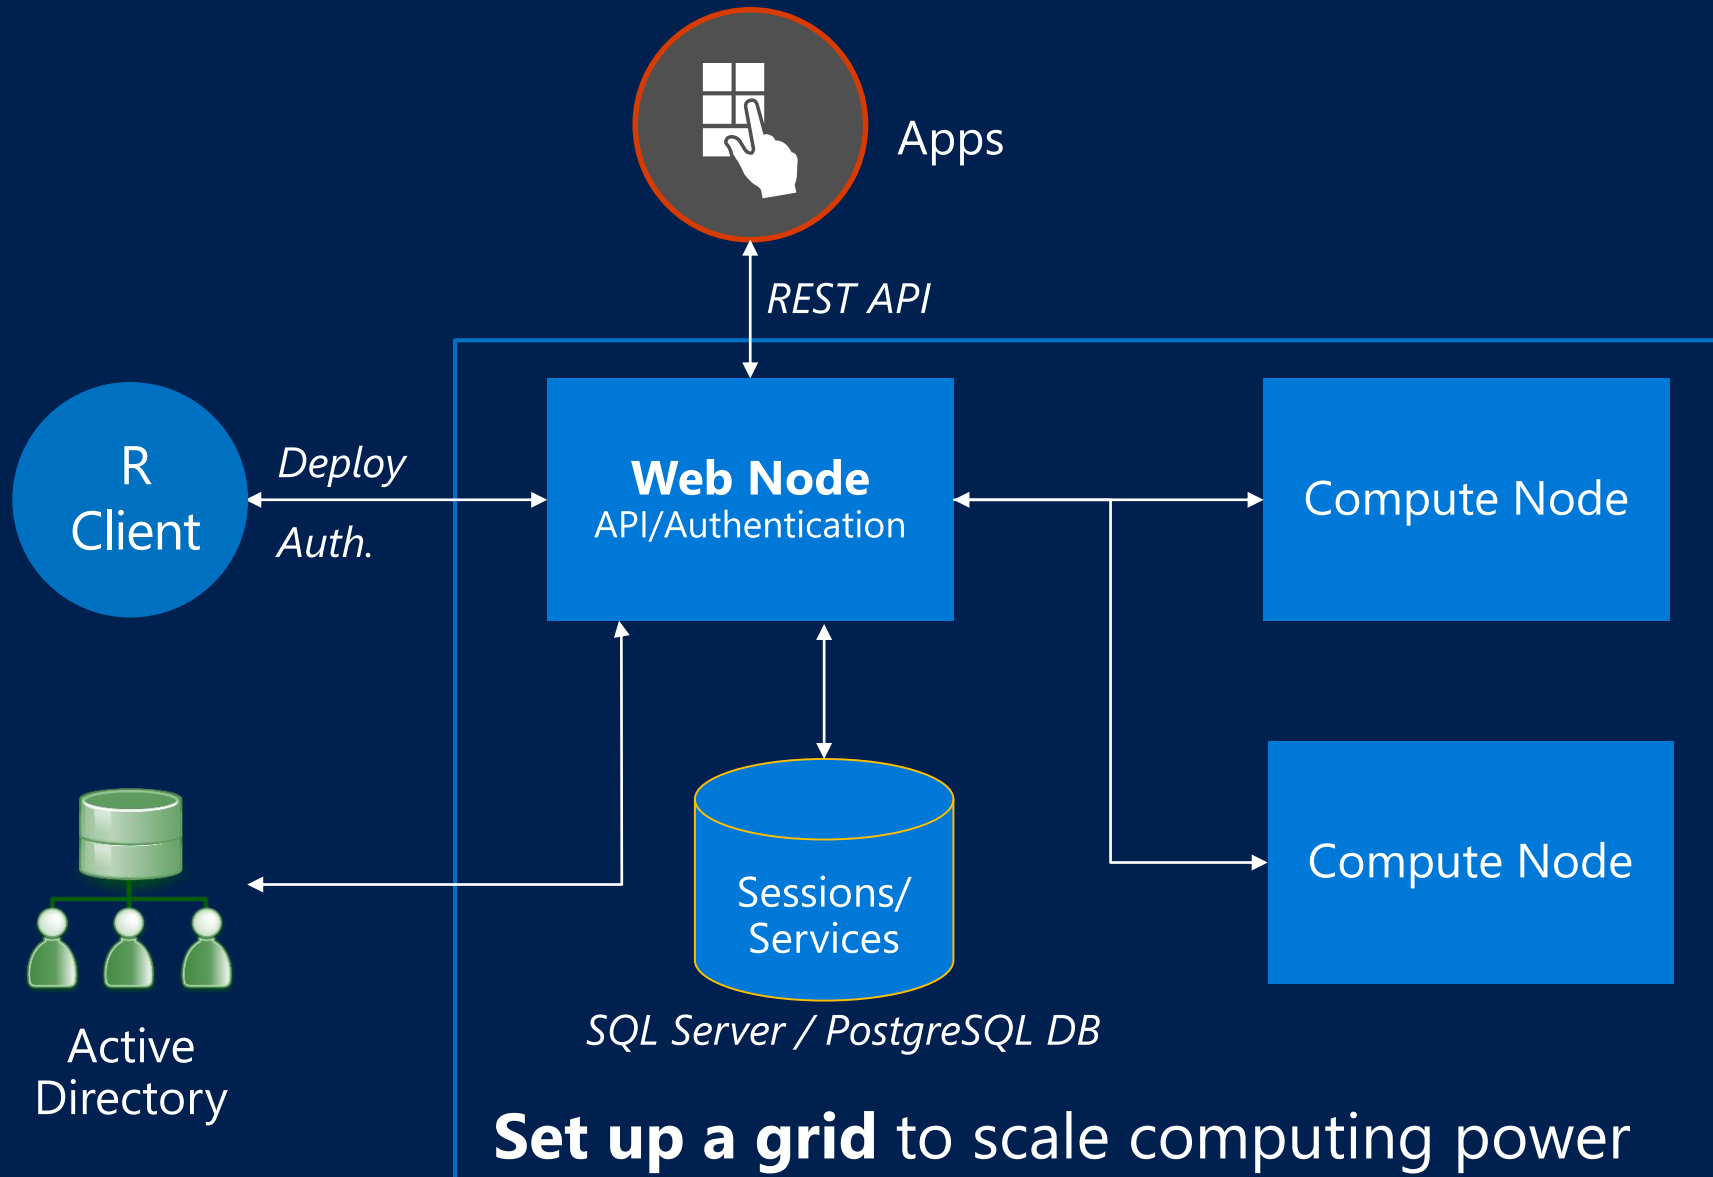 Apps
REST API
R
Client
Deploy
Auth.
Web Node
API/Authentication
Compute Node
Compute Node
Sessions/
Services
SQL Server / PostgreSQL DB
Active
Directory
Set up a grid to scale computing power